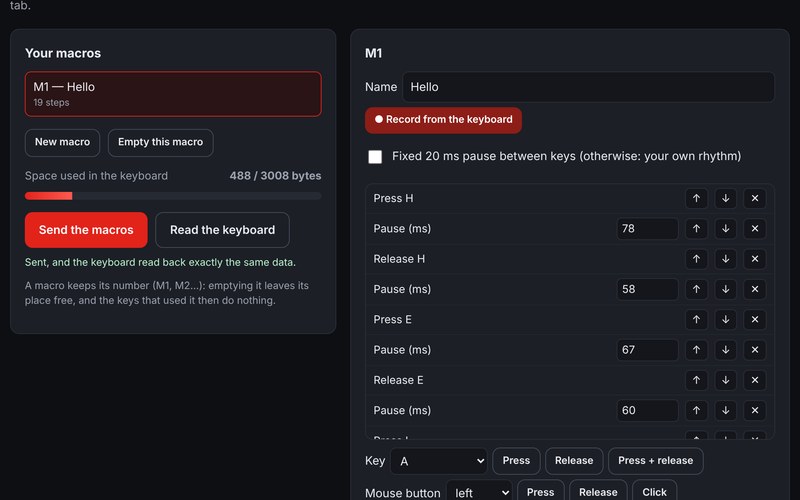 tab.
Your macros
M1 — Hello
19 steps
New macro
Empty this macro
Space used in the keyboard
488 / 3008 bytes
Send the macros
Read the keyboard
Sent, and the keyboard read back exactly the same data.
A macro keeps its number (M1, M2...): emptying it leaves its
place free, and the keys that used it then do nothing.
M1
Name Hello
Record from the keyboard
Fixed 20 ms pause between keys (otherwise: your own rhythm)
Press H ↑ ↓ ✕
Pause (ms) 78 ↑ ↓ ✕
Release H ↑ ↓ ✕
Pause (ms) 58 ↑ ↓ ✕
Press E ↑ ↓ ✕
Pause (ms) 67 ↑ ↓ ✕
Release E ↑ ↓ ✕
Pause (ms) 60 ↑ ↓ ✕
Key A Press Release Press + release
Mouse button left Press Release Click